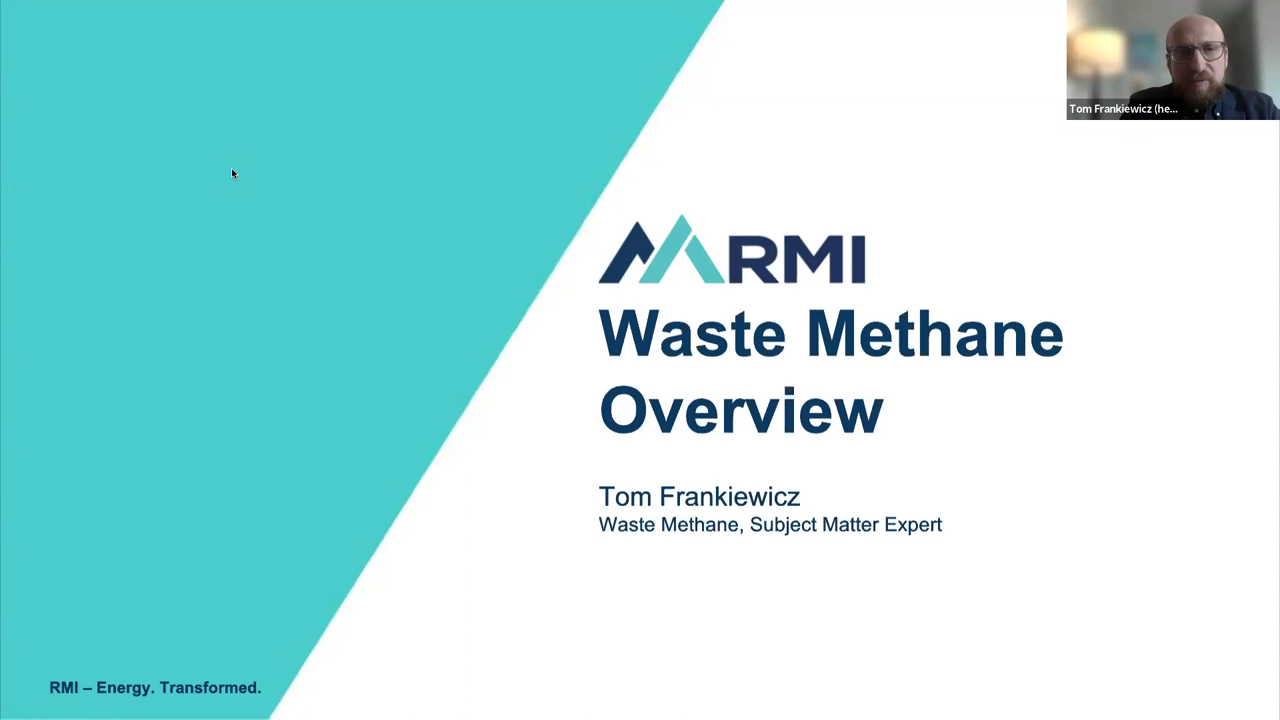 Tom Frankiewicz (he...
RMI
Waste Methane
Overview
Tom Frankiewicz
Waste Methane, Subject Matter Expert
RMI – Energy. Transformed.